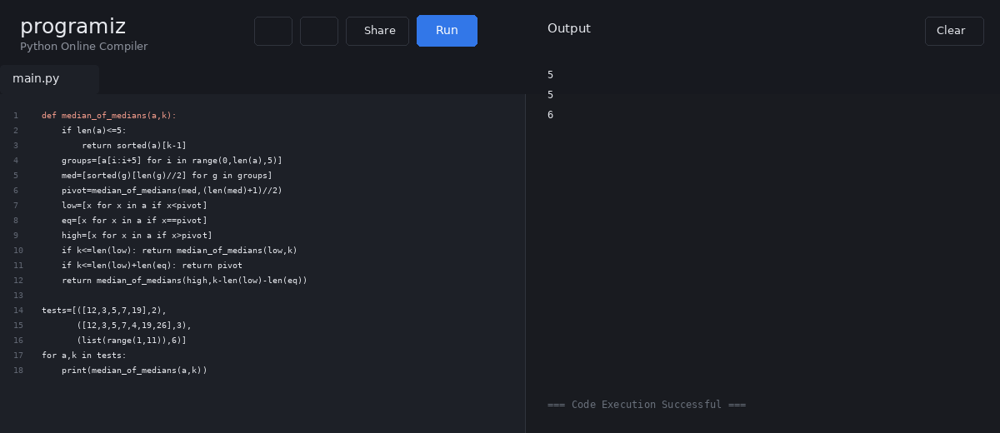 programiz
Python Online Compiler
Share
Run
Output
Clear
main.py
1 def median_of_medians(a,k):
2     if len(a)<=5:
3         return sorted(a)[k-1]
4     groups=[a[i:i+5] for i in range(0,len(a),5)]
5     med=[sorted(g)[len(g)//2] for g in groups]
6     pivot=median_of_medians(med,(len(med)+1)//2)
7     low=[x for x in a if x<pivot]
8     eq=[x for x in a if x==pivot]
9     high=[x for x in a if x>pivot]
10     if k<=len(low): return median_of_medians(low,k)
11     if k<=len(low)+len(eq): return pivot
12     return median_of_medians(high,k-len(low)-len(eq))
13
14 tests=[([12,3,5,7,19],2),
15        ([12,3,5,7,4,19,26],3),
16        (list(range(1,11)),6)]
17 for a,k in tests:
18     print(median_of_medians(a,k))
5
5
6
=== Code Execution Successful ===